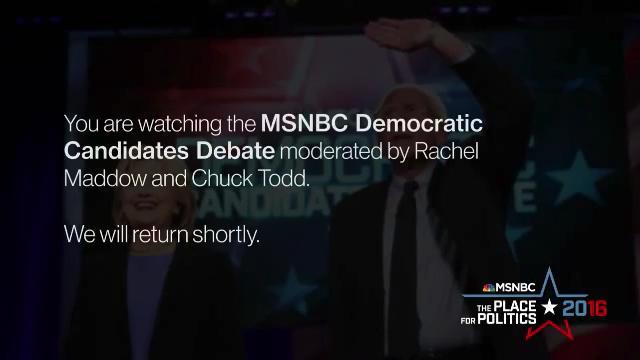 You are watching the MSNBC Democratic
Candidates Debate moderated by Rachel
Maddow and Chuck Todd.
We will return shortly.
MSNBC
THE PLACE
FOR POLITICS
2016